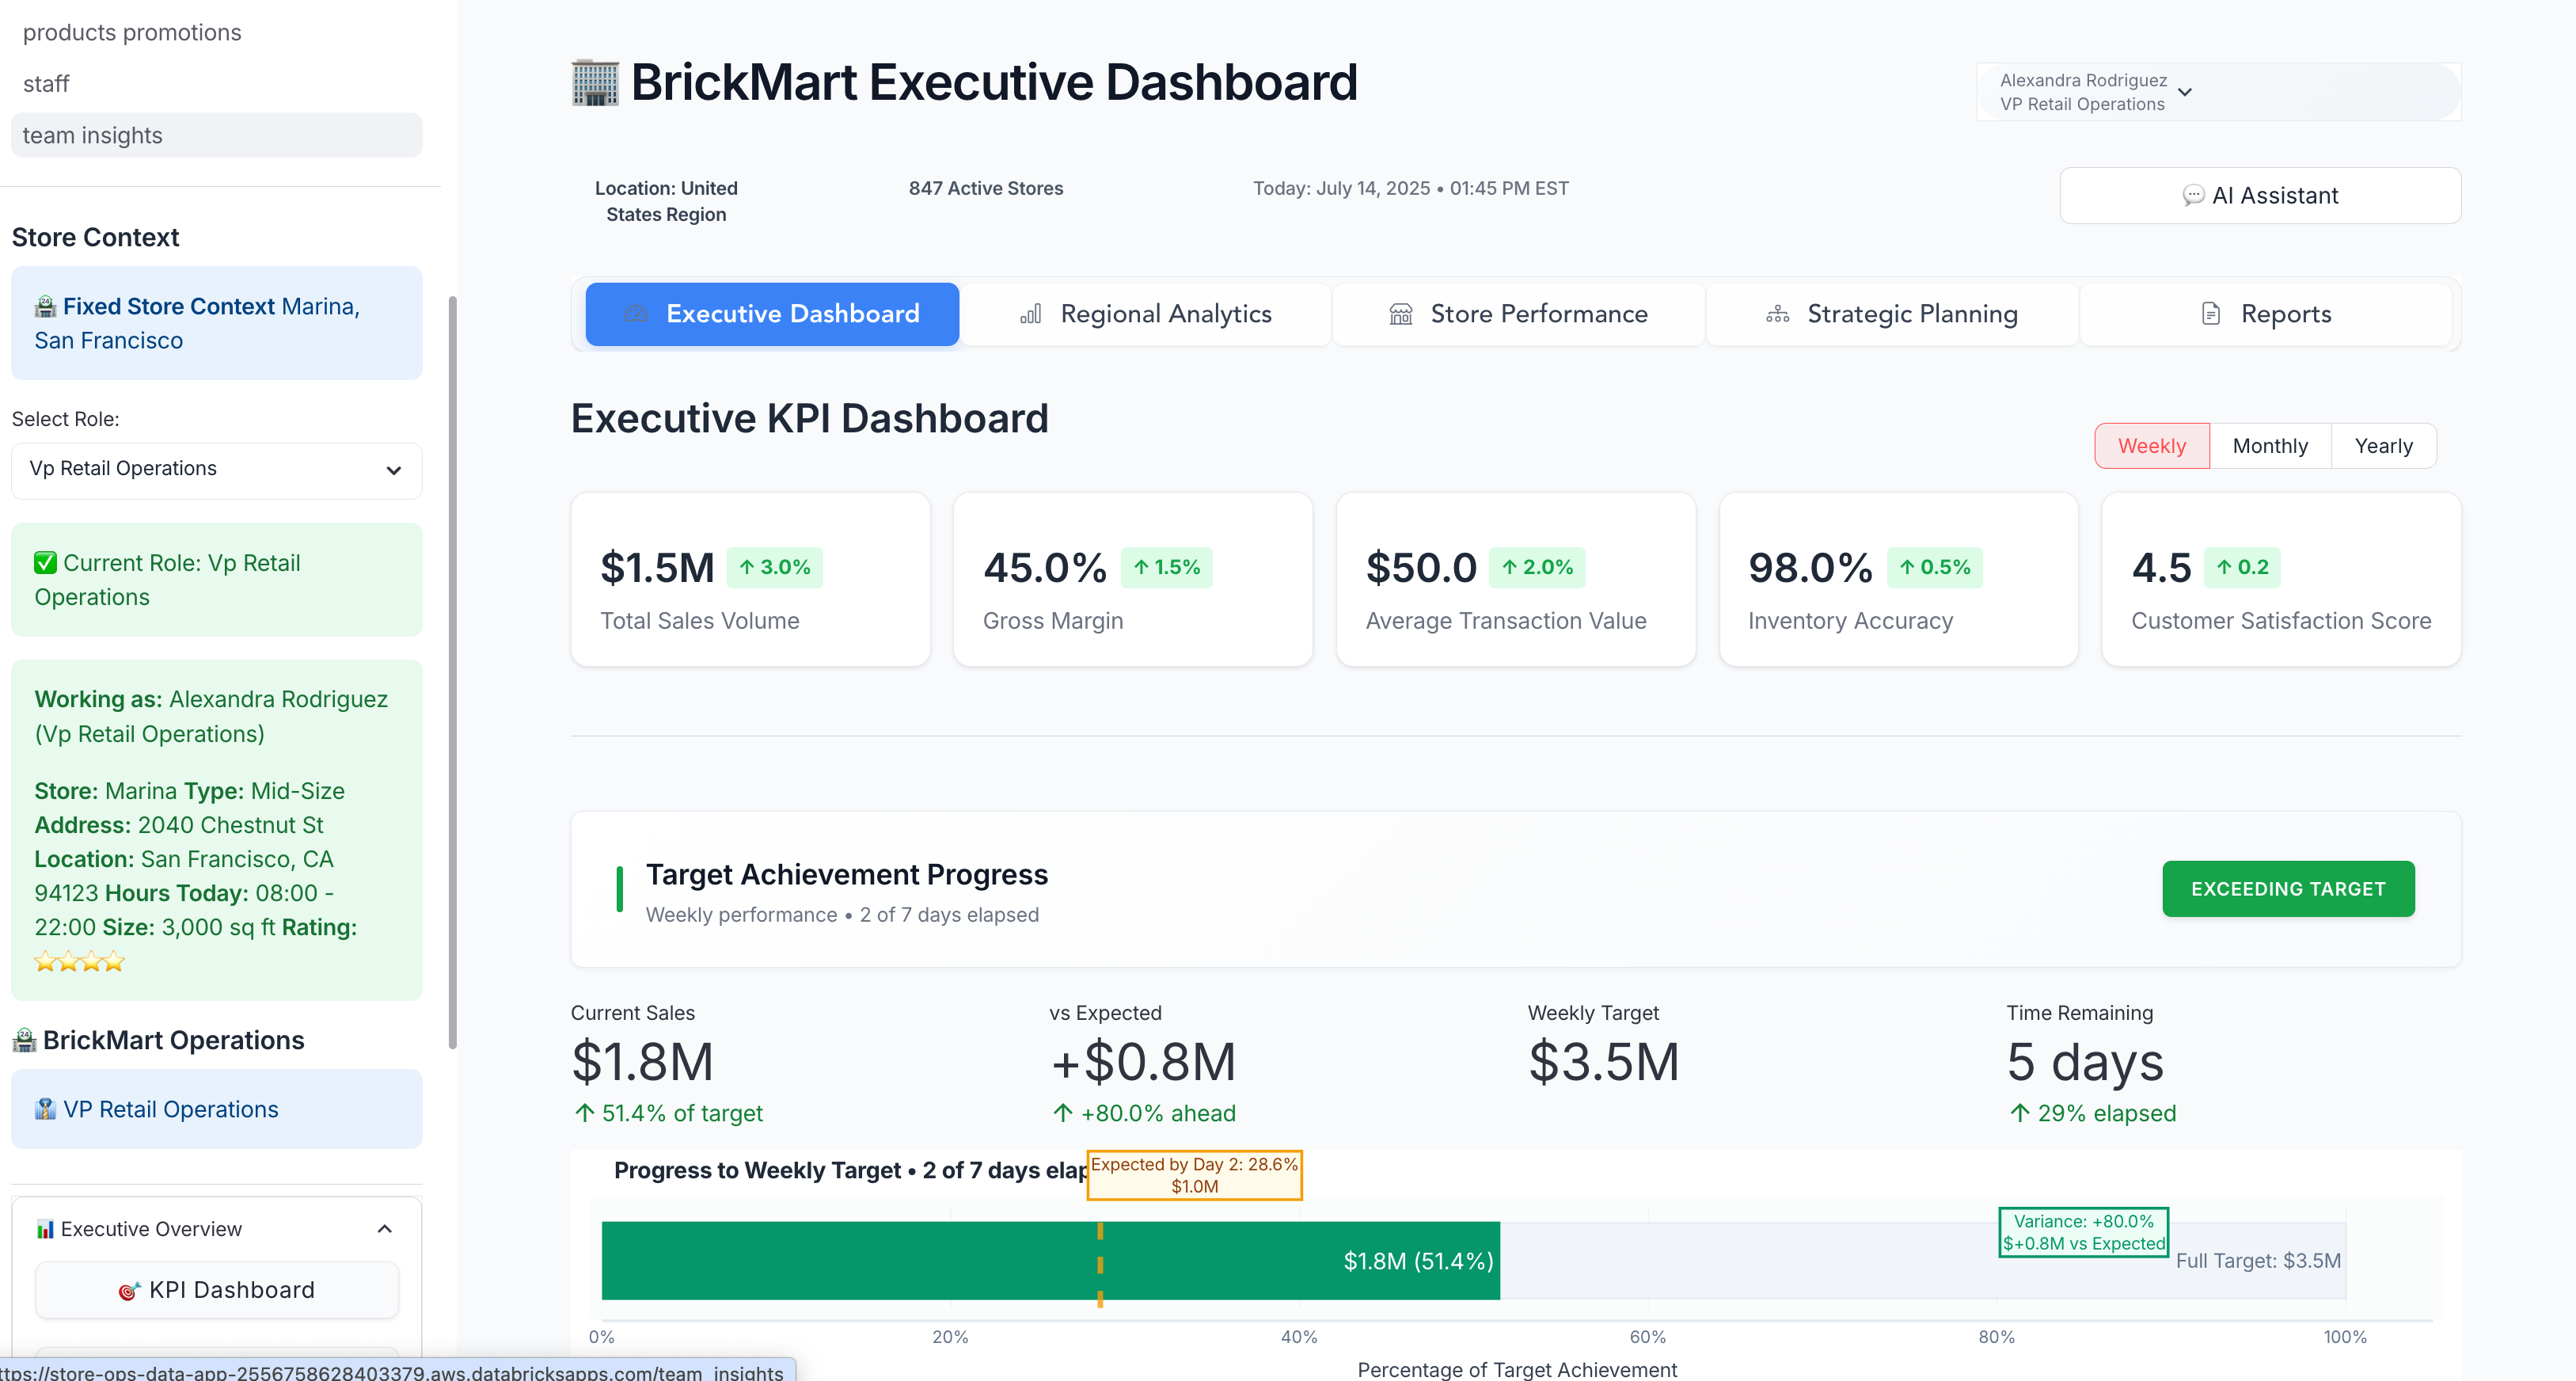 products promotions
staff
team insights
Store Context
Fixed Store Context Marina,
San Francisco
Select Role:
Vp Retail Operations
Current Role: Vp Retail
Operations
Working as: Alexandra Rodriguez
(Vp Retail Operations)
Store: Marina Type: Mid-Size
Address: 2040 Chestnut St
Location: San Francisco, CA
94123 Hours Today: 08:00 -
22:00 Size: 3,000 sq ft Rating:
BrickMart Operations
VP Retail Operations
Executive Overview
KPI Dashboard
ttps://store-ops-data-app-2556758628403379.aws.databricksapps.com/team_insights
BrickMart Executive Dashboard
Alexandra Rodriguez
VP Retail Operations
Location: United
States Region
847 Active Stores
Today: July 14, 2025 • 01:45 PM EST
AI Assistant
Executive Dashboard
Regional Analytics
Store Performance
Strategic Planning
Reports
Executive KPI Dashboard
Weekly
Monthly
Yearly
$1.5M ↑ 3.0%
Total Sales Volume
45.0% ↑ 1.5%
Gross Margin
$50.0 ↑ 2.0%
Average Transaction Value
98.0% ↑ 0.5%
Inventory Accuracy
4.5 ↑ 0.2
Customer Satisfaction Score
Target Achievement Progress
Weekly performance • 2 of 7 days elapsed
EXCEEDING TARGET
Current Sales
$1.8M
↑ 51.4% of target
vs Expected
+$0.8M
↑ +80.0% ahead
Weekly Target
$3.5M
Time Remaining
5 days
↑ 29% elapsed
Progress to Weekly Target • 2 of 7 days elap
Expected by Day 2: 28.6%
$1.0M
Variance: +80.0%
$+0.8M vs Expected
$1.8M (51.4%)
Full Target: $3.5M
0%
20%
40%
60%
80%
100%
Percentage of Target Achievement